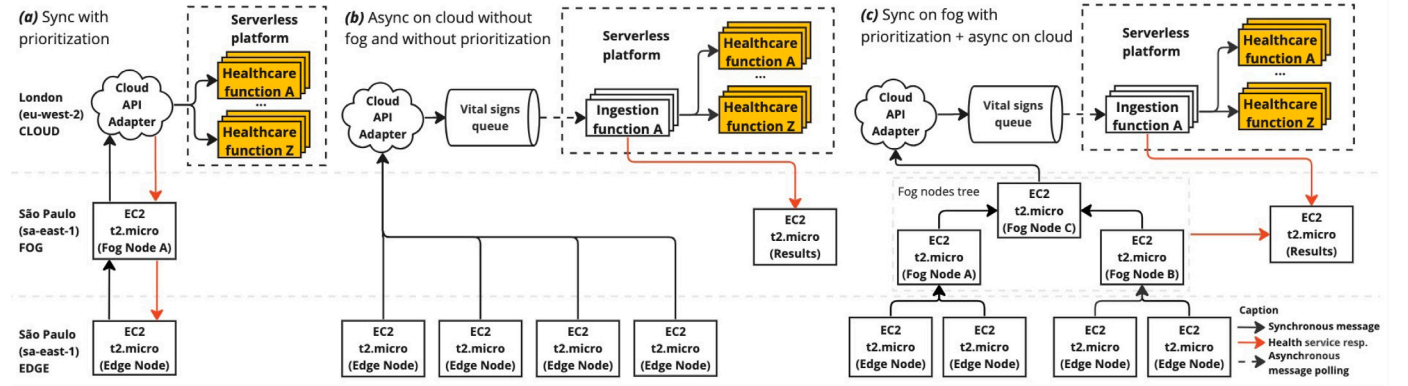 (a) Sync with
prioritization
Serverless
platform
Healthcare
function A
...
Healthcare
function Z
Cloud
API
Adapter
London
(eu-west-2)
CLOUD
São Paulo
(sa-east-1)
FOG
EC2
t2.micro
(Fog Node A)
São Paulo
(sa-east-1)
EDGE
EC2
t2.micro
(Edge Node)
(b) Async on cloud without
fog and without prioritization
Serverless
platform
Healthcare
function A
...
Healthcare
function Z
Cloud
API
Adapter
Vital signs
queue
Ingestion
function A
EC2
t2.micro
(Results)
EC2
t2.micro
(Edge Node)
EC2
t2.micro
(Edge Node)
EC2
t2.micro
(Edge Node)
EC2
t2.micro
(Edge Node)
(c) Sync on fog with
prioritization + async on cloud
Serverless
platform
Healthcare
function A
...
Healthcare
function Z
Cloud
API
Adapter
Vital signs
queue
Ingestion
function A
Fog nodes tree
EC2
t2.micro
(Fog Node C)
EC2
t2.micro
(Fog Node A)
EC2
t2.micro
(Fog Node B)
EC2
t2.micro
(Results)
EC2
t2.micro
(Edge Node)
EC2
t2.micro
(Edge Node)
EC2
t2.micro
(Edge Node)
EC2
t2.micro
(Edge Node)
Caption
Synchronous message
Health service resp.
Asynchronous
message polling